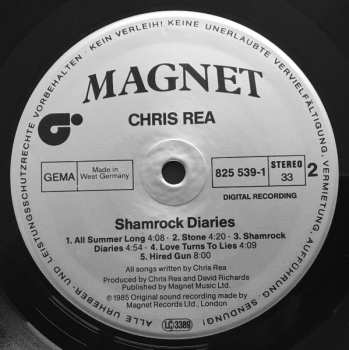 ALLE URHEBER- UND LEISTUNGSSCHUTZRECHTE VORBEHALTEN · KEIN VERLEIH! KEINE UNERLAUBTE VERVIELFÄLTIGUNG, VERMIETUNG, AUFFÜHRUNG, SENDUNG!
MAGNET
CHRIS REA
GEMA
Made in
West Germany
825 539-1
STEREO
33
2
DIGITAL RECORDING
Shamrock Diaries
1. All Summer Long 4:08 - 2. Stone 4:20 - 3. Shamrock
Diaries 4:54 - 4. Love Turns To Lies 4:09
5. Hired Gun 8:00
All songs written by Chris Rea
Produced by Chris Rea and David Richards
Published by Magnet Music Ltd.
℗ 1985 Original sound recording made by
Magnet Records Ltd., London
LC 3389